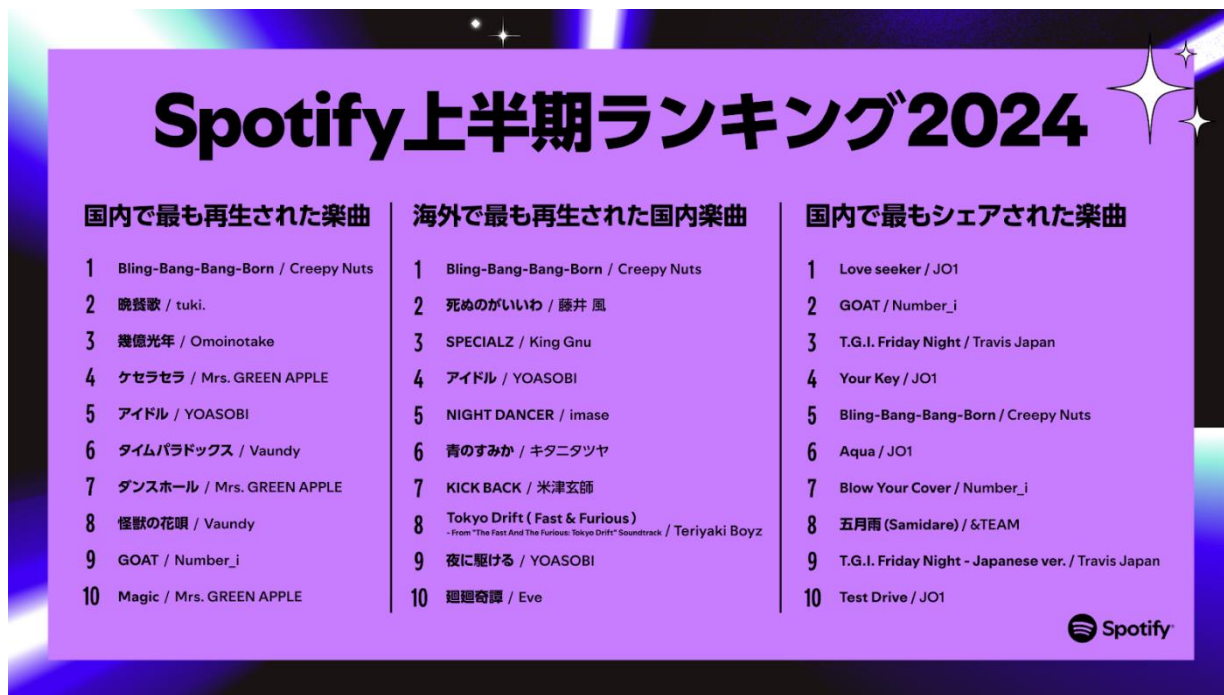 Spotify上半期ランキング2024
国内で最も再生された楽曲
1 Bling-Bang-Bang-Born / Creepy Nuts
2 晩餐歌 / tuki.
3 幾億光年 / Omoinotake
4 ケセラセラ / Mrs. GREEN APPLE
5 アイドル / YOASOBI
6 タイムパラドックス / Vaundy
7 ダンスホール / Mrs. GREEN APPLE
8 怪獣の花唄 / Vaundy
9 GOAT / Number_i
10 Magic / Mrs. GREEN APPLE
海外で最も再生された国内楽曲
1 Bling-Bang-Bang-Born / Creepy Nuts
2 死ぬのがいいわ / 藤井 風
3 SPECIALZ / King Gnu
4 アイドル / YOASOBI
5 NIGHT DANCER / imase
6 青のすみか / キタニタツヤ
7 KICK BACK / 米津玄師
8 Tokyo Drift ( Fast & Furious )
- From "The Fast And The Furious: Tokyo Drift" Soundtrack / Teriyaki Boyz
9 夜に駆ける / YOASOBI
10 廻廻奇譚 / Eve
国内で最もシェアされた楽曲
1 Love seeker / JO1
2 GOAT / Number_i
3 T.G.I. Friday Night / Travis Japan
4 Your Key / JO1
5 Bling-Bang-Bang-Born / Creepy Nuts
6 Aqua / JO1
7 Blow Your Cover / Number_i
8 五月雨 (Samidare) / &TEAM
9 T.G.I. Friday Night - Japanese ver. / Travis Japan
10 Test Drive / JO1
Spotify